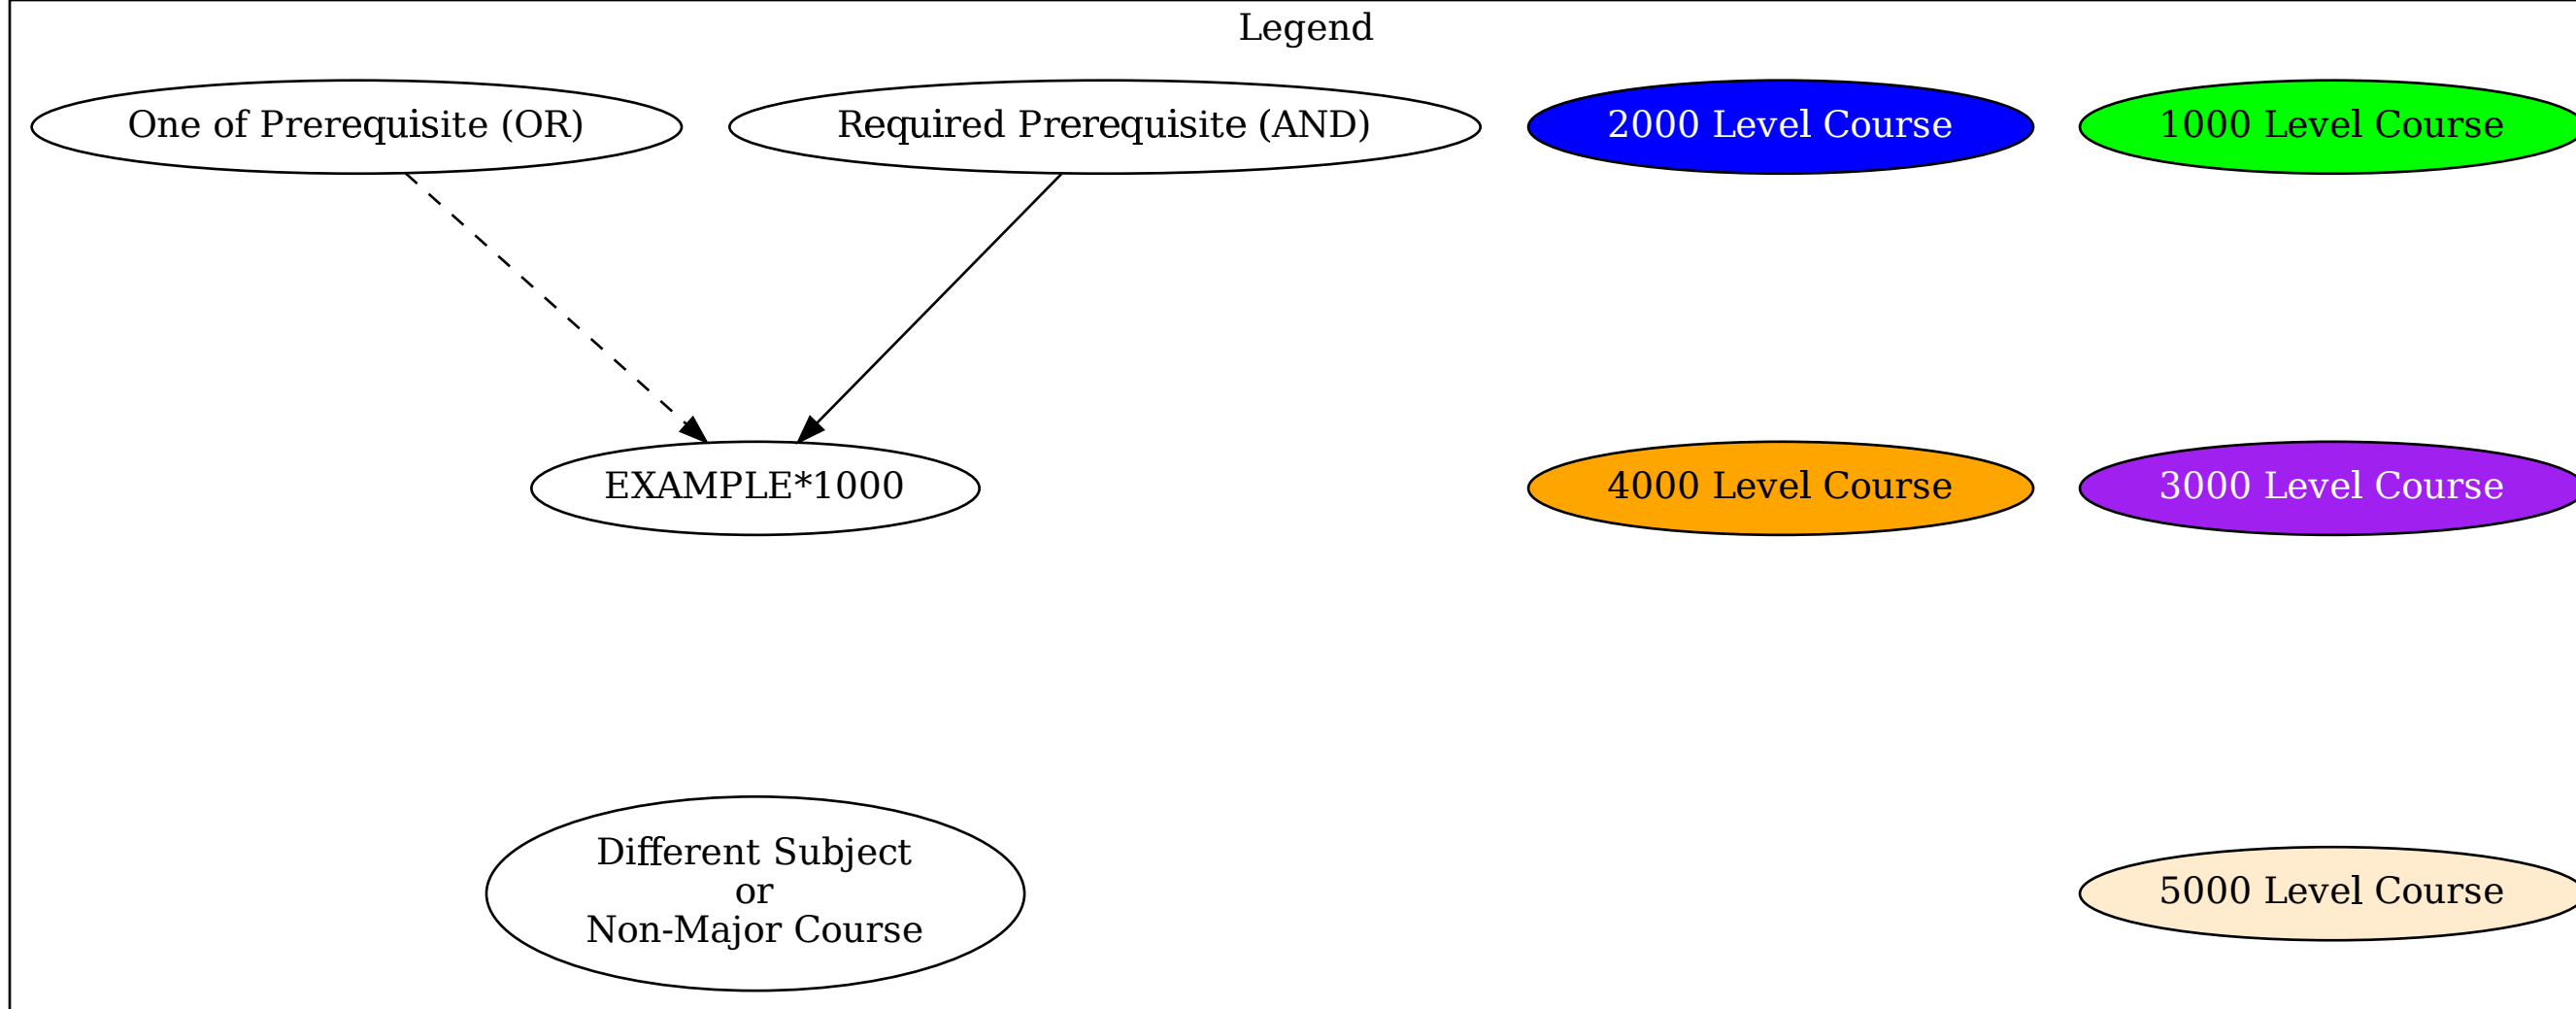 Legend
One of Prerequisite (OR)
Required Prerequisite (AND)
2000 Level Course
1000 Level Course
EXAMPLE*1000
4000 Level Course
3000 Level Course
Different Subject
or
Non-Major Course
5000 Level Course